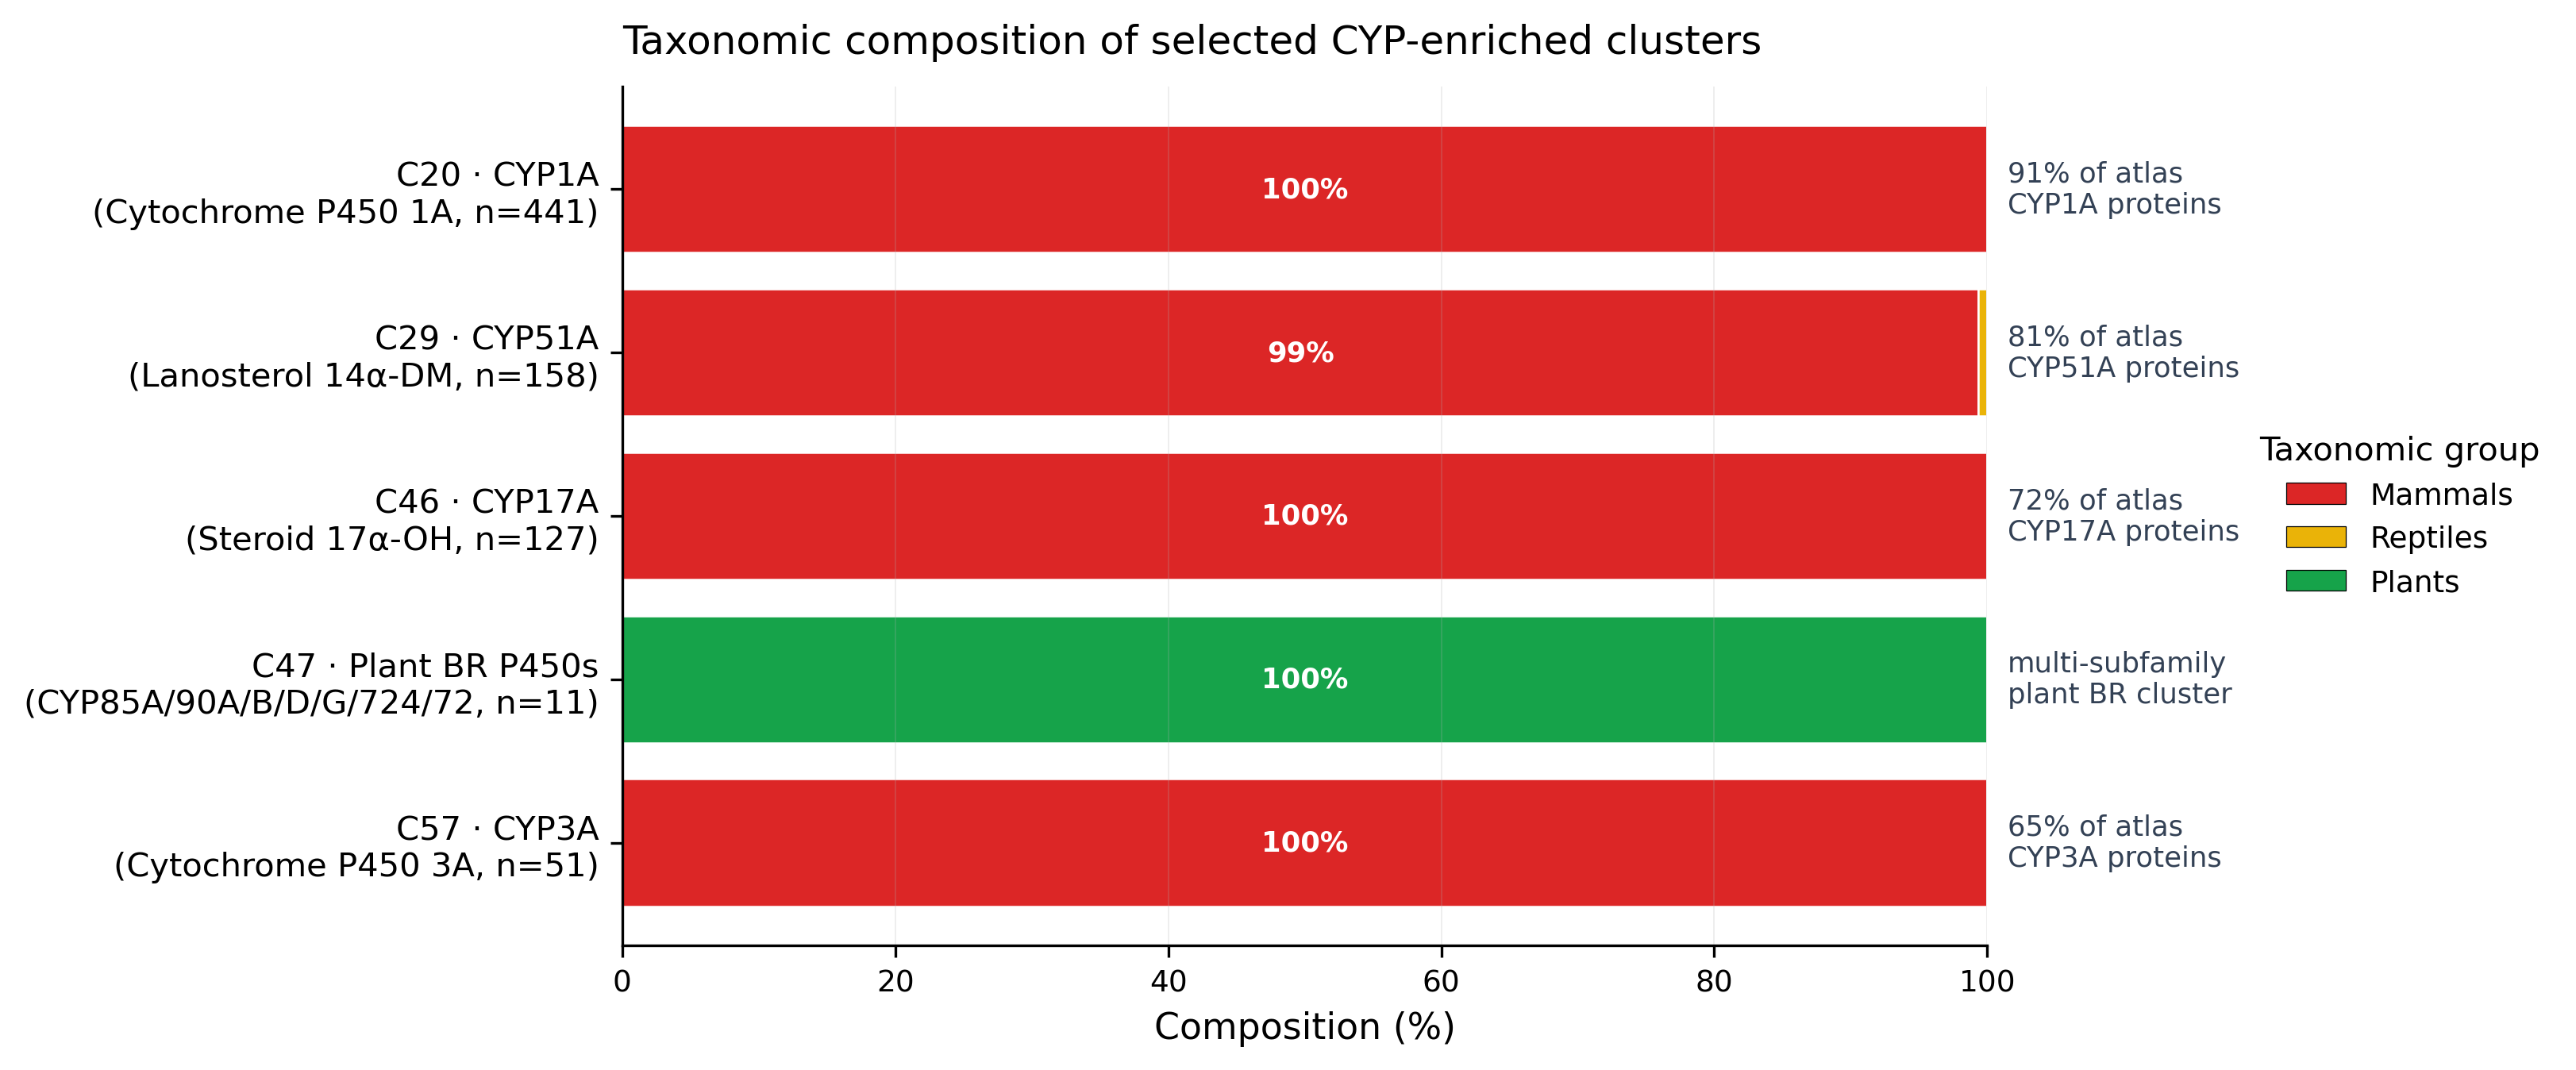 Taxonomic composition of selected CYP-enriched clusters
C20 · CYP1A
(Cytochrome P450 1A, n=441)
100%
91% of atlas
CYP1A proteins
C29 · CYP51A
(Lanosterol 14α-DM, n=158)
99%
81% of atlas
CYP51A proteins
C46 · CYP17A
(Steroid 17α-OH, n=127)
100%
72% of atlas
CYP17A proteins
C47 · Plant BR P450s
(CYP85A/90A/B/D/G/724/72, n=11)
100%
multi-subfamily
plant BR cluster
C57 · CYP3A
(Cytochrome P450 3A, n=51)
100%
65% of atlas
CYP3A proteins
Taxonomic group
Mammals
Reptiles
Plants
0 20 40 60 80 100
Composition (%)